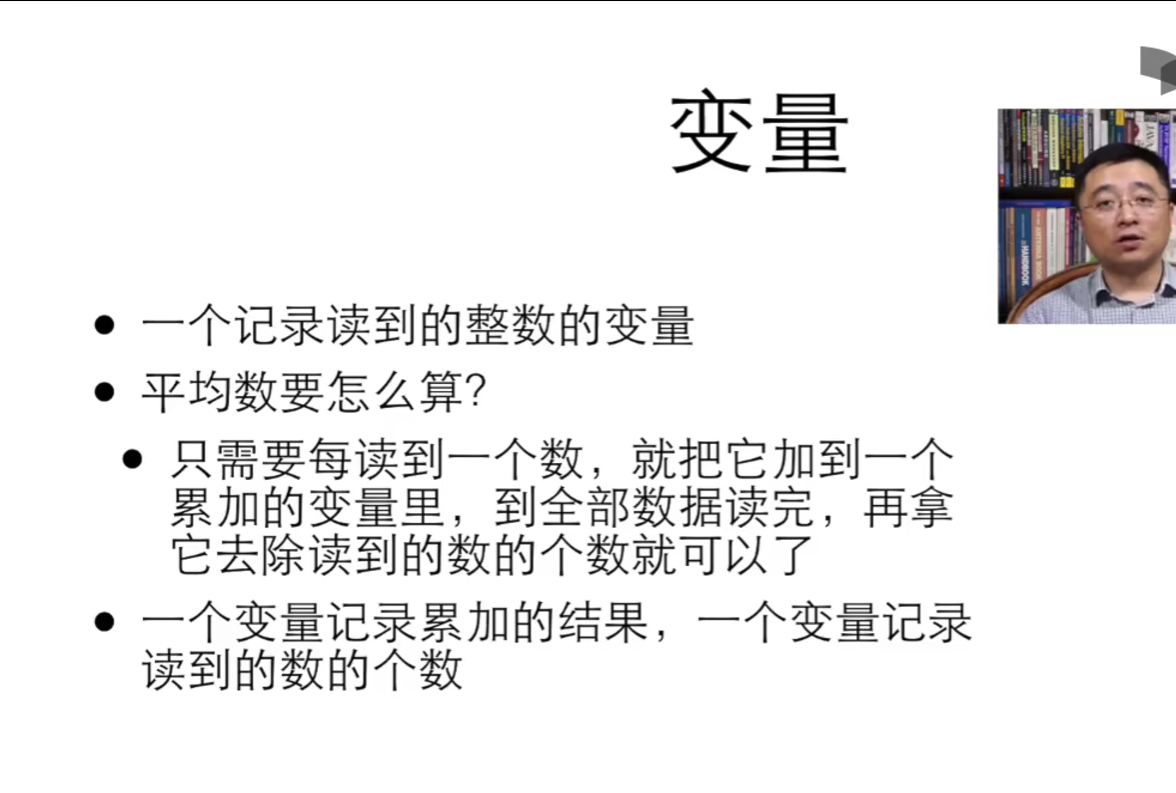 变量
一个记录读到的整数的变量
平均数要怎么算?
只需要每读到一个数，就把它加到一个
累加的变量里，到全部数据读完，再拿
它去除读到的数的个数就可以了
一个变量记录累加的结果，一个变量记录
读到的数的个数
HANDBOOK